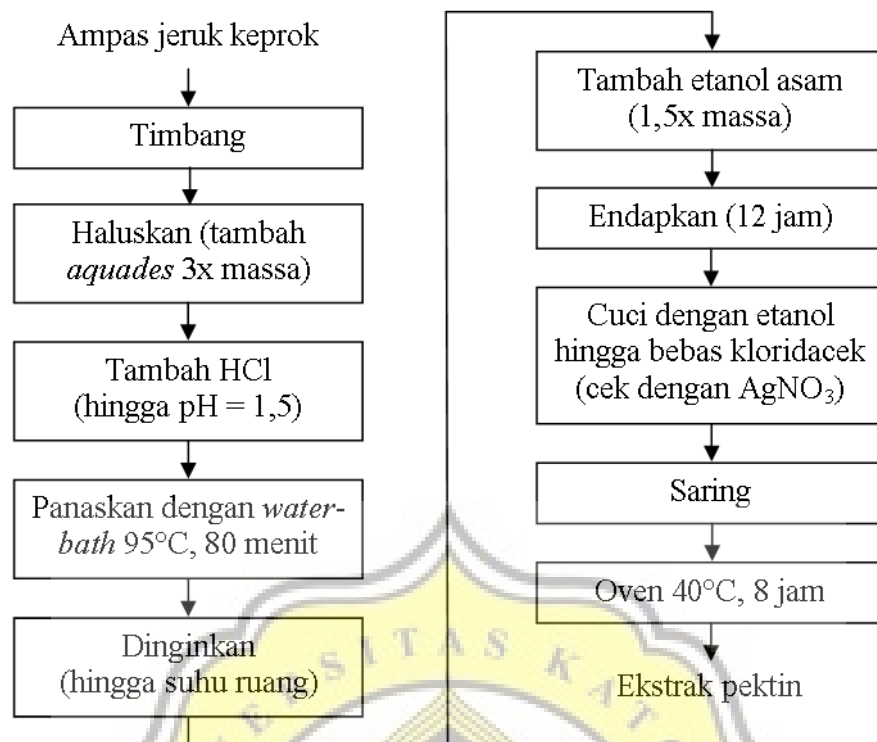 Ampas jeruk keprok
Timbang
Haluskan (tambah
aquades 3x massa)
Tambah HCl
(hingga pH = 1,5)
Panaskan dengan water-
bath 95°C, 80 menit
Dinginkan
(hingga suhu ruang)
Tambah etanol asam
(1,5x massa)
Endapkan (12 jam)
Cuci dengan etanol
hingga bebas kloridacek
(cek dengan AgNO₃)
Saring
Oven 40°C, 8 jam
Ekstrak pektin
ERSITAS KAT